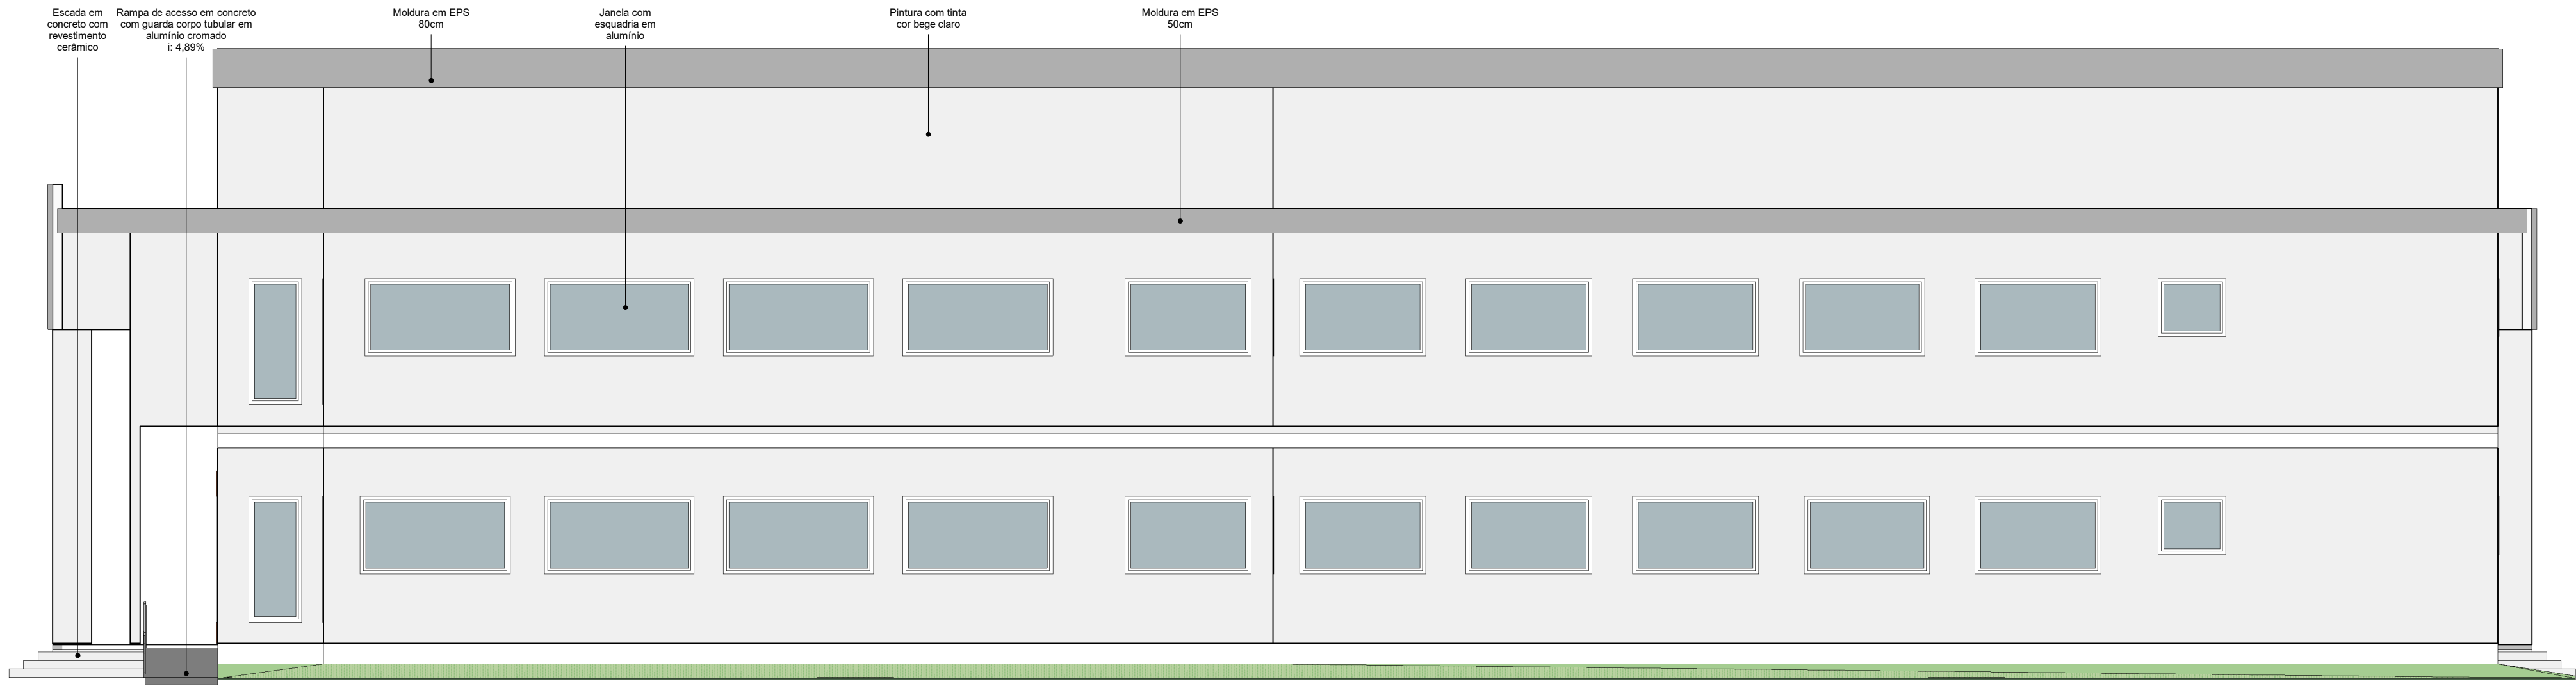 Escada em
concreto com
revestimento
cerâmico
Rampa de acesso em concreto
com guarda corpo tubular em
alumínio cromado
i: 4,89%
Moldura em EPS
80cm
Janela com
esquadria em
alumínio
Pintura com tinta
cor bege claro
Moldura em EPS
50cm